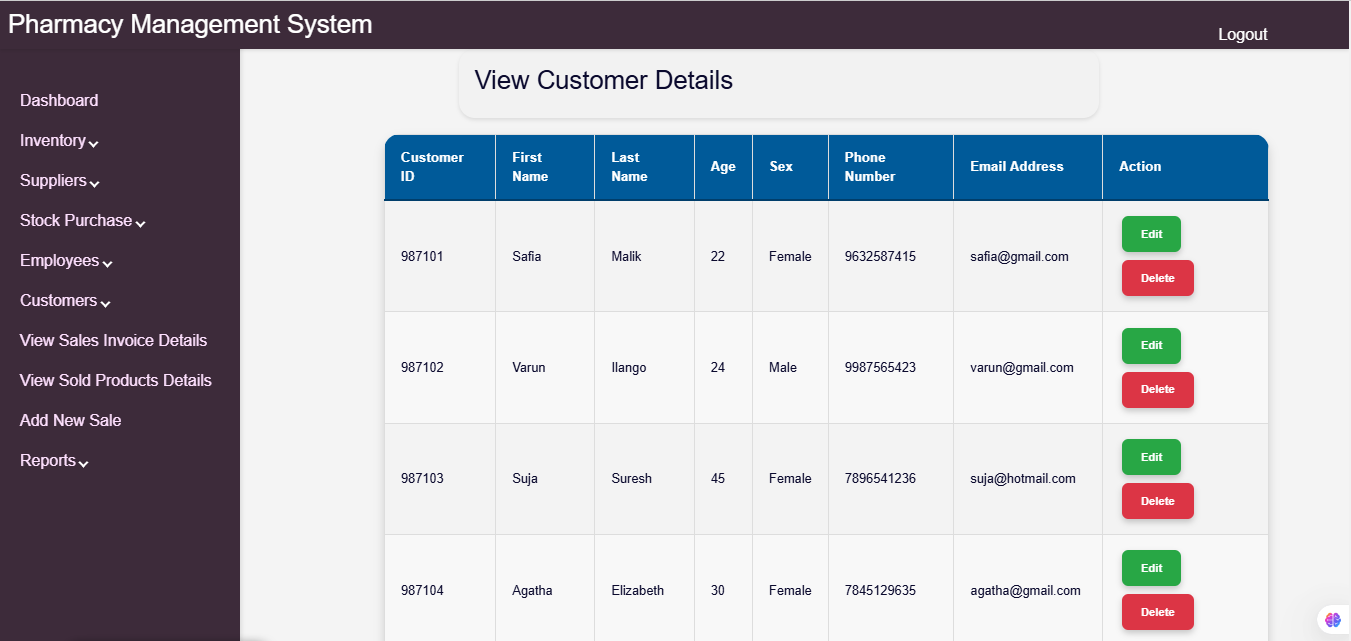 Pharmacy Management System
Logout
Dashboard
Inventory
Suppliers
Stock Purchase
Employees
Customers
View Sales Invoice Details
View Sold Products Details
Add New Sale
Reports
View Customer Details
Customer ID First Name Last Name Age Sex Phone Number Email Address Action
987101 Safia Malik 22 Female 9632587415 safia@gmail.com Edit
Delete
987102 Varun Ilango 24 Male 9987565423 varun@gmail.com Edit
Delete
987103 Suja Suresh 45 Female 7896541236 suja@hotmail.com Edit
Delete
987104 Agatha Elizabeth 30 Female 7845129635 agatha@gmail.com Edit
Delete